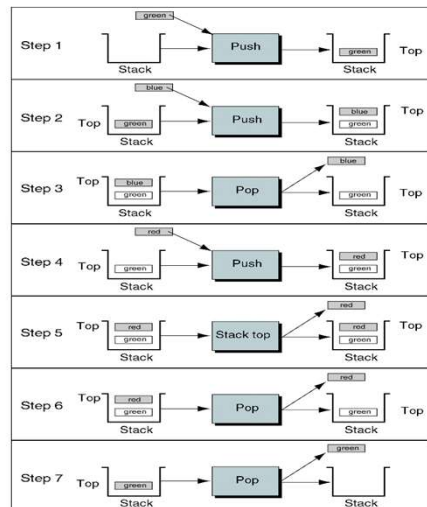 green
Step 1 Push green Top
Stack Stack
blue
Step 2 Top green Push blue green Top
Stack Stack
blue
Step 3 Top blue green Pop green Top
Stack Stack
red
Step 4 Top green Push red green Top
Stack Stack
red
Step 5 Top red green Stack top red green Top
Stack Stack
red
Step 6 Top red green Pop green Top
Stack Stack
green
Step 7 Top green Pop
Stack Stack